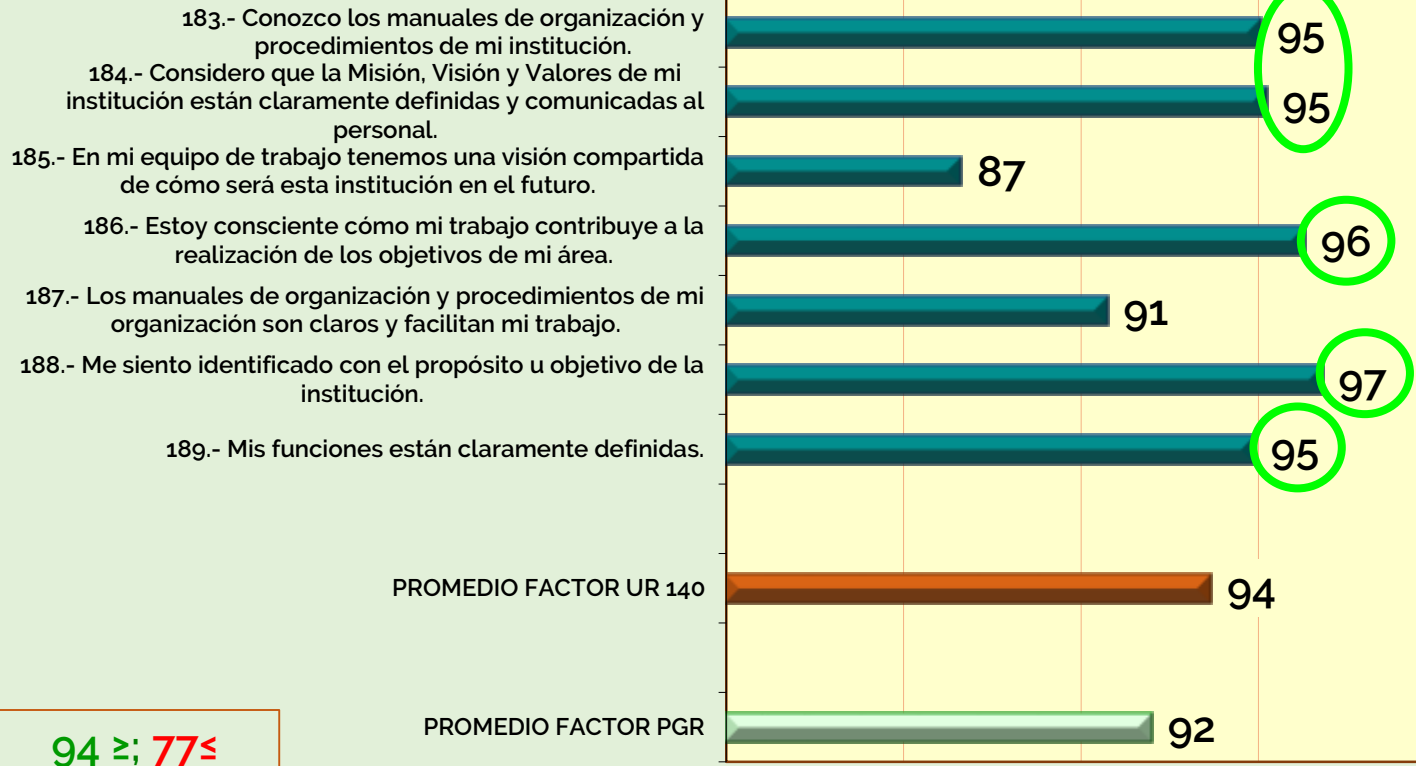 183.- Conozco los manuales de organización y
procedimientos de mi institución.
95
184.- Considero que la Misión, Visión y Valores de mi
institución están claramente definidas y comunicadas al
personal.
95
185.- En mi equipo de trabajo tenemos una visión compartida
de cómo será esta institución en el futuro.
87
186.- Estoy consciente cómo mi trabajo contribuye a la
realización de los objetivos de mi área.
96
187.- Los manuales de organización y procedimientos de mi
organización son claros y facilitan mi trabajo.
91
188.- Me siento identificado con el propósito u objetivo de la
institución.
97
189.- Mis funciones están claramente definidas.
95
PROMEDIO FACTOR UR 140
94
PROMEDIO FACTOR PGR
92
94 ≥; 77≤